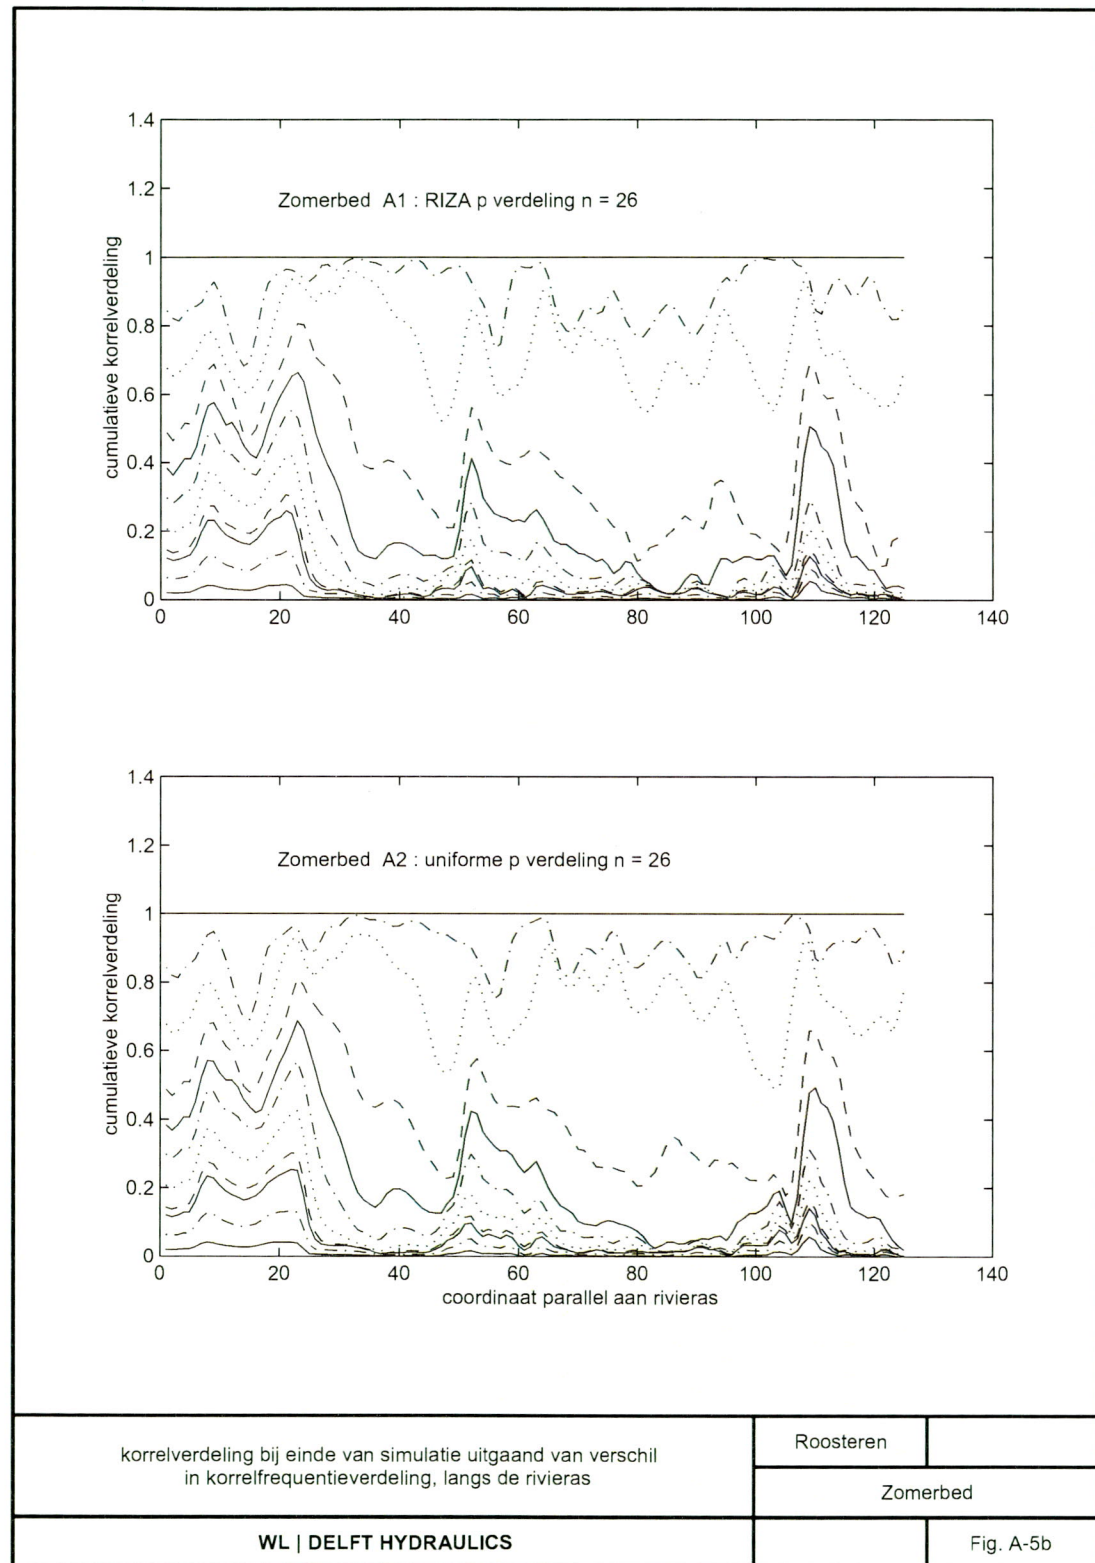 1.4
1.2
1
0.8
0.6
0.4
0.2
0
cumulatieve korrelverdeling
Zomerbed A1 : RIZA p verdeling n = 26
0 20 40 60 80 100 120 140
1.4
1.2
1
0.8
0.6
0.4
0.2
0
cumulatieve korrelverdeling
Zomerbed A2 : uniforme p verdeling n = 26
0 20 40 60 80 100 120 140
coordinaat parallel aan rivieras
korrelverdeling bij einde van simulatie uitgaand van verschil
in korrelfrequentieverdeling, langs de rivieras
Roosteren
Zomerbed
WL | DELFT HYDRAULICS
Fig. A-5b